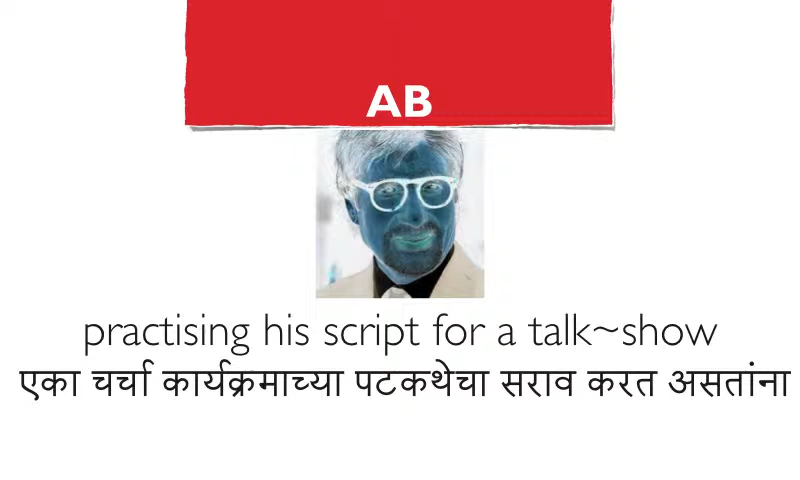 AB
practising his script for a talk~show
एका चर्चा कार्यक्रमाच्या पटकथेचा सराव करत असतांना